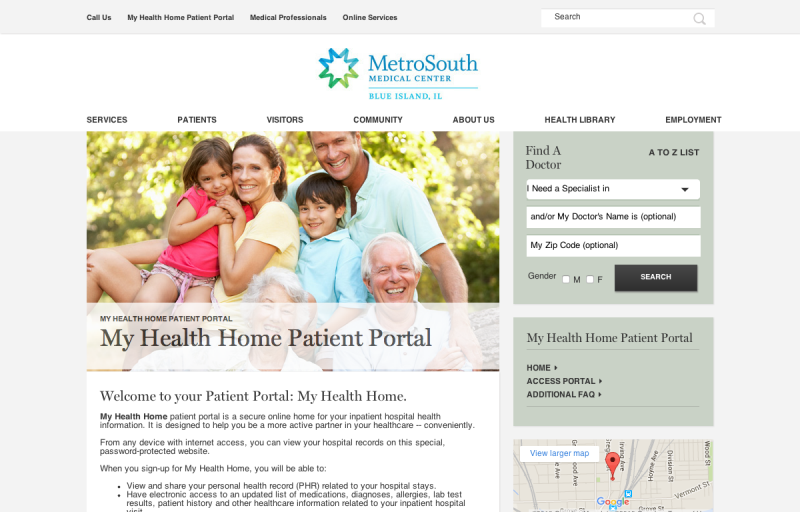 Call Us
My Health Home Patient Portal
Medical Professionals
Online Services
Search
MetroSouth
MEDICAL CENTER
BLUE ISLAND, IL
SERVICES
PATIENTS
VISITORS
COMMUNITY
ABOUT US
HEALTH LIBRARY
EMPLOYMENT
MY HEALTH HOME PATIENT PORTAL
My Health Home Patient Portal
Welcome to your Patient Portal: My Health Home.
My Health Home patient portal is a secure online home for your inpatient hospital health
information. It is designed to help you be a more active partner in your healthcare -- conveniently.
From any device with internet access, you can view your hospital records on this special,
password-protected website.
When you sign-up for My Health Home, you will be able to:
• View and share your personal health record (PHR) related to your hospital stays.
• Have electronic access to an updated list of medications, diagnoses, allergies, lab test
results, patient history and other healthcare information related to your inpatient hospital
visit.
Find A
Doctor
A TO Z LIST
I Need a Specialist in
and/or My Doctor's Name is (optional)
My Zip Code (optional)
Gender M F
SEARCH
My Health Home Patient Portal
HOME
ACCESS PORTAL
ADDITIONAL FAQ
View larger map
Irving Ave
Hoyne Ave
Division St
Wood St
Vermont St
Google